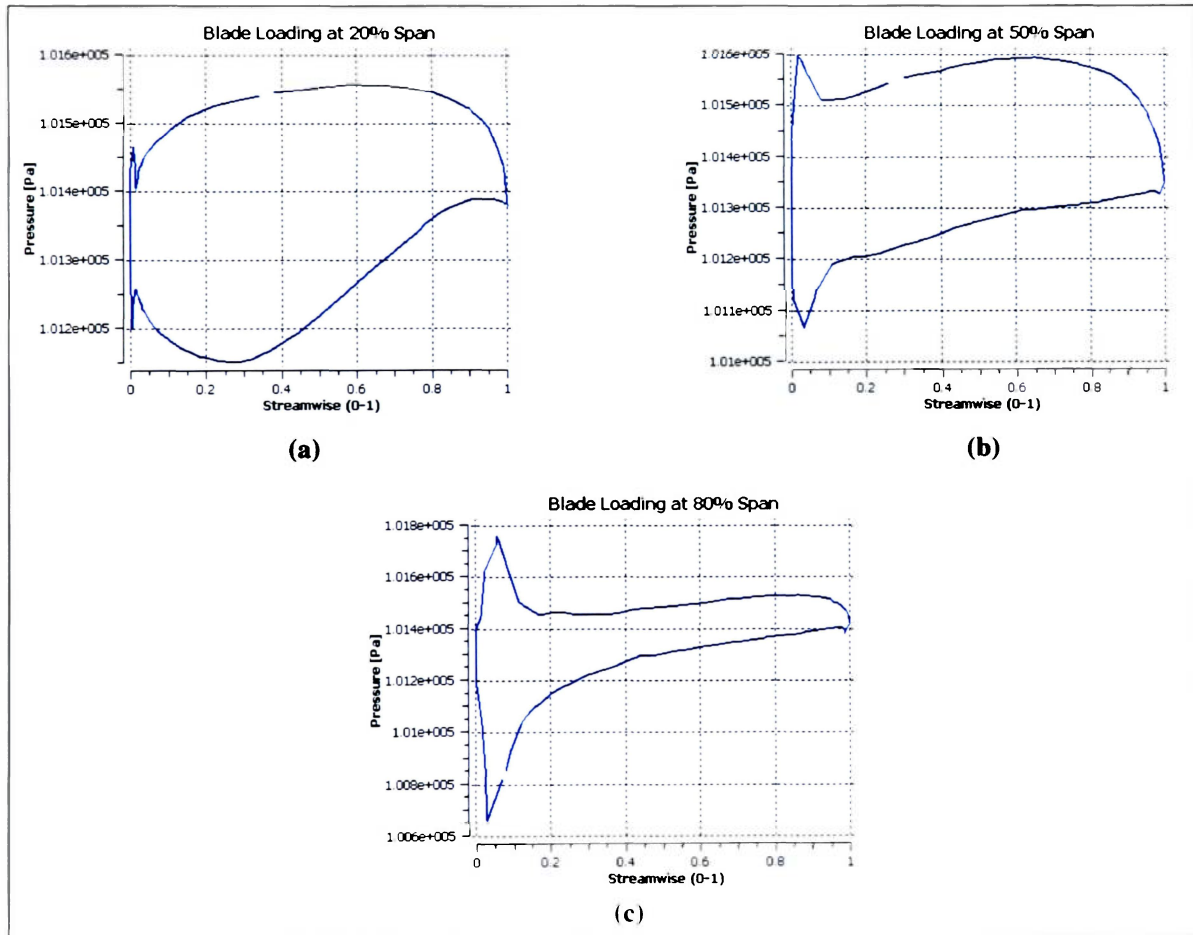 Blade Loading at 20% Span
1.016e+005
1.015e+005
1.014e+005
1.013e+005
1.012e+005
Pressure [Pa]
0 0.2 0.4 0.6 0.8 1
Streamwise (0-1)
(a)
Blade Loading at 50% Span
1.016e+005
1.015e+005
1.014e+005
1.013e+005
1.012e+005
1.011e+005
1.01e+005
Pressure [Pa]
0 0.2 0.4 0.6 0.8 1
Streamwise (0-1)
(b)
Blade Loading at 80% Span
1.018e+005
1.016e+005
1.014e+005
1.012e+005
1.01e+005
1.008e+005
1.006e+005
Pressure [Pa]
0 0.2 0.4 0.6 0.8 1
Streamwise (0-1)
(c)